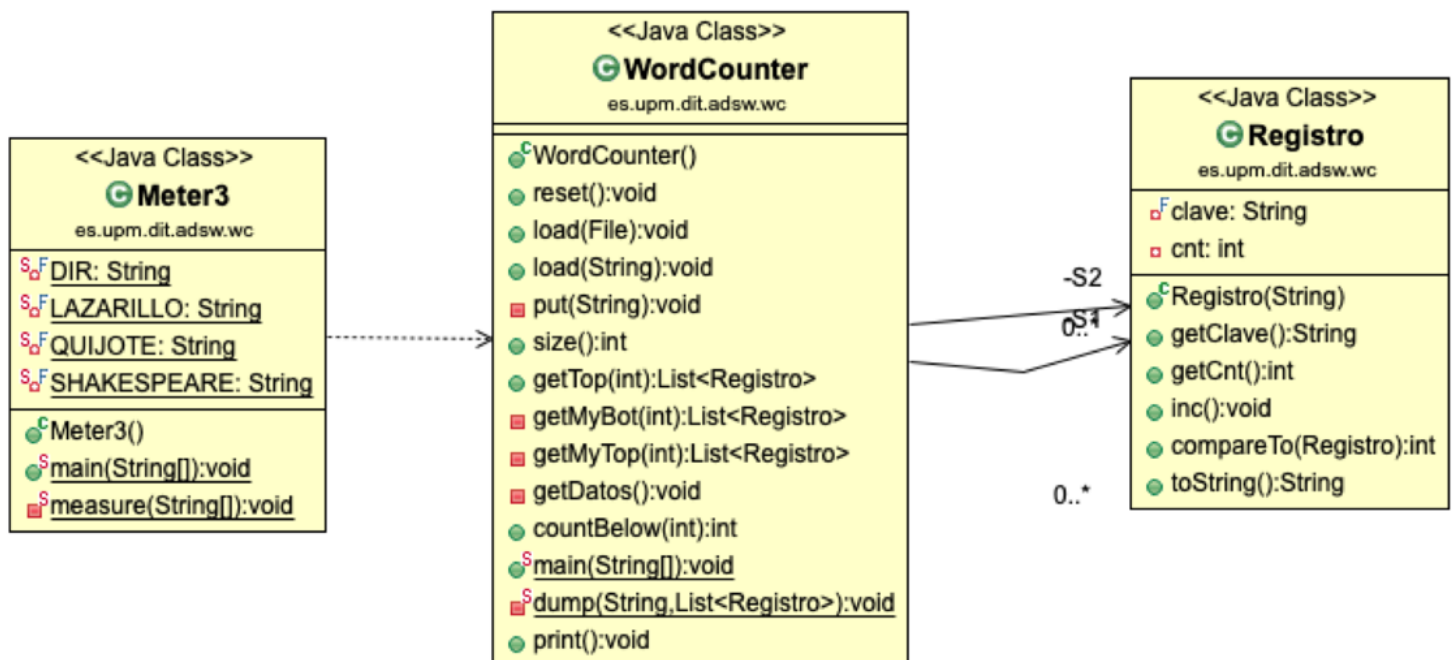 <<Java Class>>
Meter3
es.upm.dit.adsw.wc
DIR: String
LAZARILLO: String
QUIJOTE: String
SHAKESPEARE: String
Meter3()
main(String[]):void
measure(String[]):void
<<Java Class>>
WordCounter
es.upm.dit.adsw.wc
WordCounter()
reset():void
load(File):void
load(String):void
put(String):void
size():int
getTop(int):List<Registro>
getMyBot(int):List<Registro>
getMyTop(int):List<Registro>
getDatos():void
countBelow(int):int
main(String[]):void
dump(String,List<Registro>):void
print():void
-S2
-S1
0..*
0..*
<<Java Class>>
Registro
es.upm.dit.adsw.wc
clave: String
cnt: int
Registro(String)
getClave():String
getCnt():int
inc():void
compareTo(Registro):int
toString():String